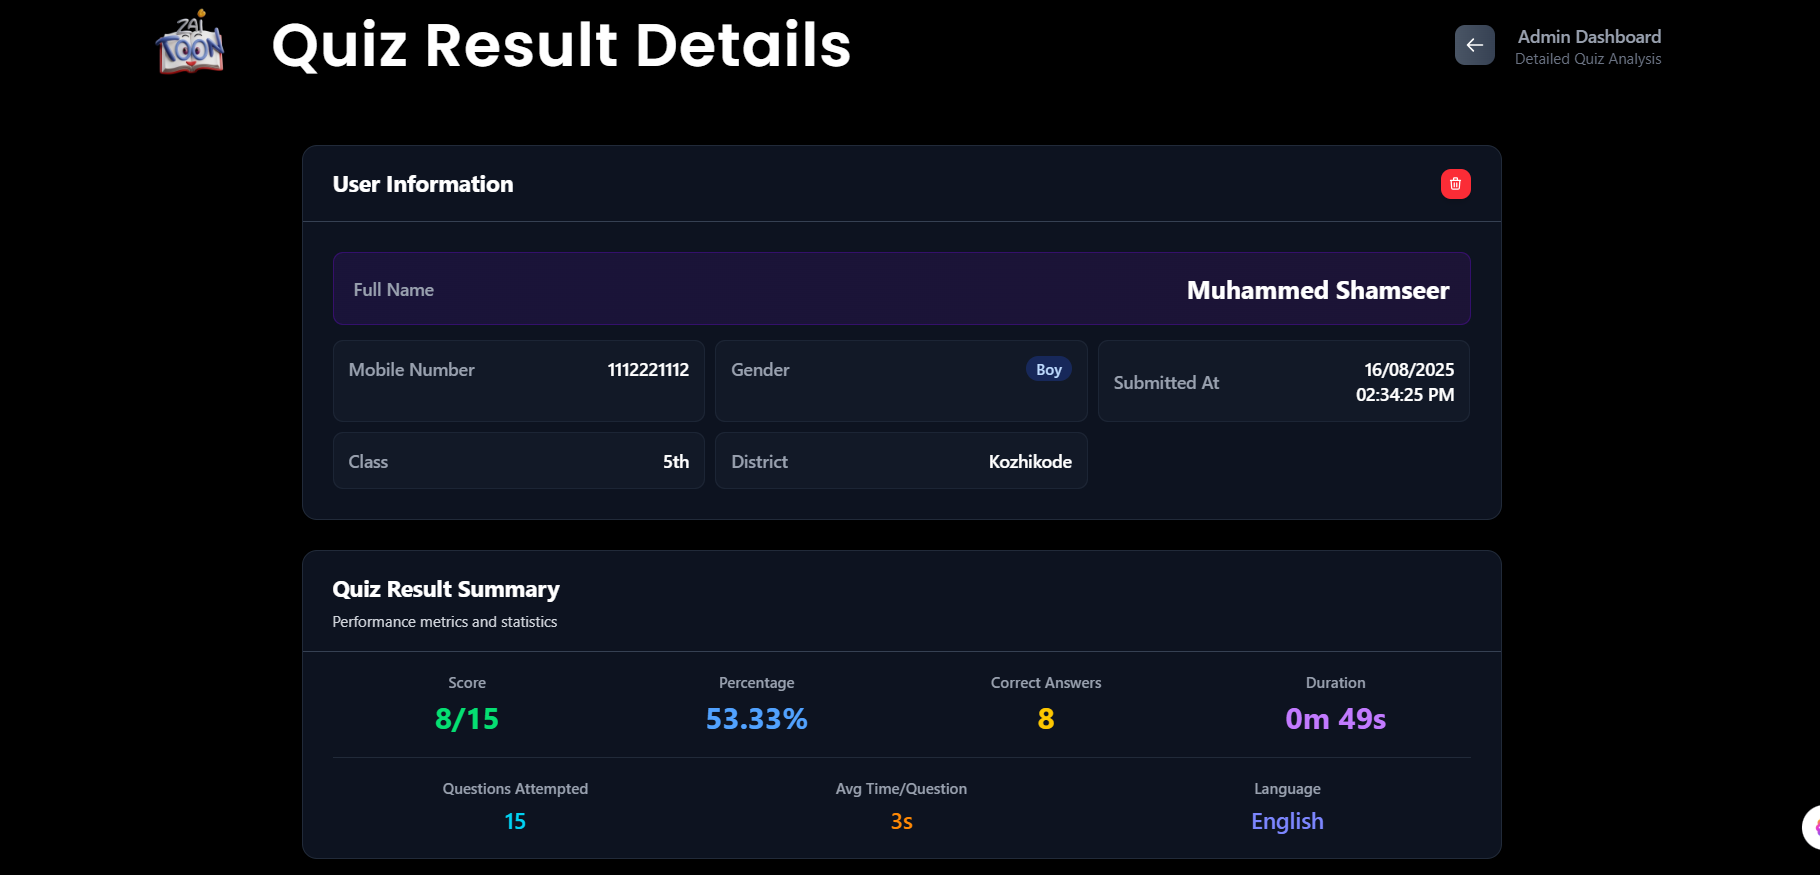 ZAI
TOON
Quiz Result Details
Admin Dashboard
Detailed Quiz Analysis
User Information
Full Name
Muhammed Shamseer
Mobile Number
1112221112
Gender
Boy
Submitted At
16/08/2025
02:34:25 PM
Class
5th
District
Kozhikode
Quiz Result Summary
Performance metrics and statistics
Score
8/15
Percentage
53.33%
Correct Answers
8
Duration
0m 49s
Questions Attempted
15
Avg Time/Question
3s
Language
English